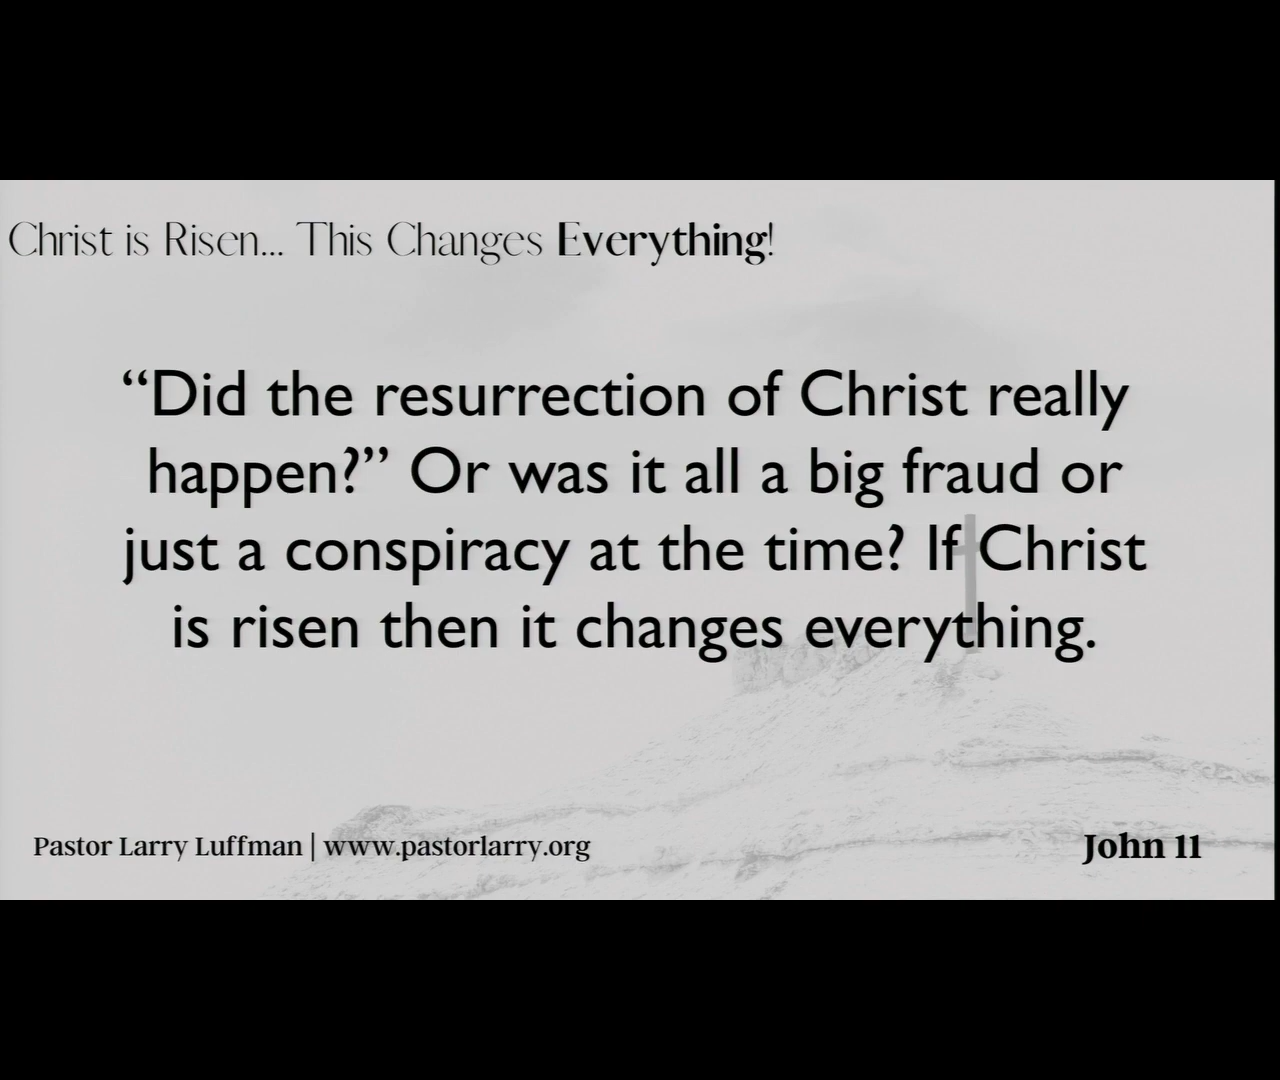 Christ is Risen... This Changes Everything!
“Did the resurrection of Christ really
happen?” Or was it all a big fraud or
just a conspiracy at the time? If Christ
is risen then it changes everything.
Pastor Larry Luffman | www.pastorlarry.org
John 11